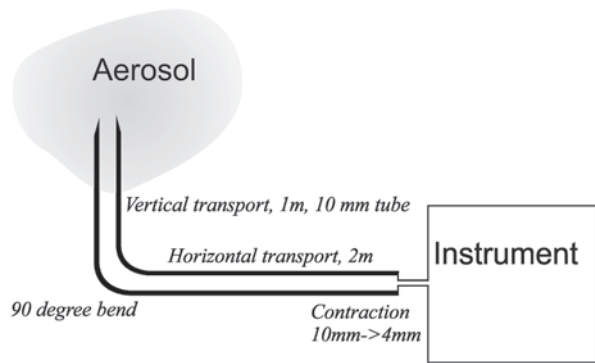 Aerosol
Vertical transport, 1m, 10 mm tube
Horizontal transport, 2m
Instrument
90 degree bend
Contraction
10mm->4mm